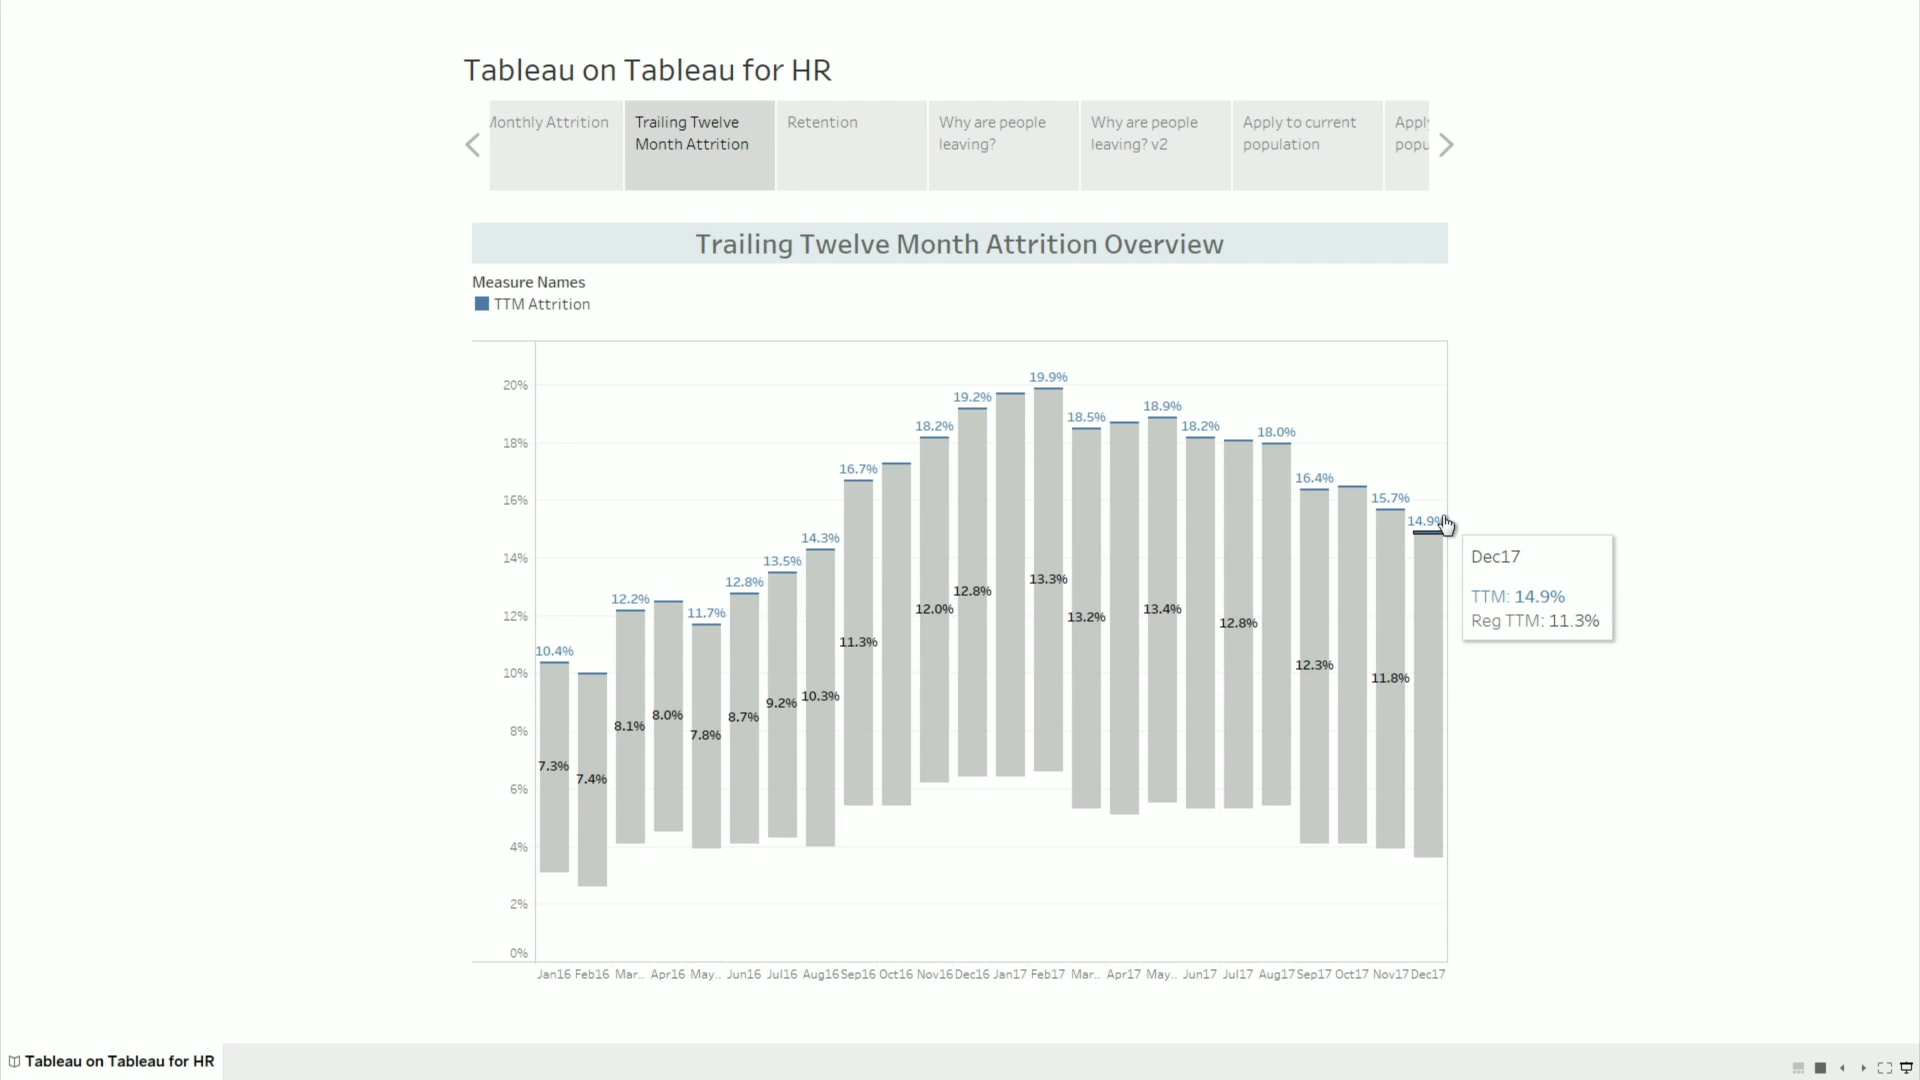 Tableau on Tableau for HR
Monthly Attrition
Trailing Twelve
Month Attrition
Retention
Why are people
leaving?
Why are people
leaving? v2
Apply to current
population
Apply
popu
Trailing Twelve Month Attrition Overview
Measure Names
TTM Attrition
20%
18%
16%
14%
12%
10%
8%
6%
4%
2%
0%
10.4%
12.2%
11.7%
12.8%
13.5%
14.3%
16.7%
18.2%
19.2%
19.9%
18.5%
18.9%
18.2%
18.0%
16.4%
15.7%
14.9%
7.3%
7.4%
8.1%
8.0%
7.8%
8.7%
9.2%
10.3%
11.3%
12.0%
12.8%
13.3%
13.2%
13.4%
12.8%
12.3%
11.8%
Dec17
TTM: 14.9%
Reg TTM: 11.3%
Jan16 Feb16 Mar.. Apr16 May.. Jun16 Jul16 Aug16 Sep16 Oct16 Nov16 Dec16 Jan17 Feb17 Mar.. Apr17 May.. Jun17 Jul17 Aug17 Sep17 Oct17 Nov17 Dec17
Tableau on Tableau for HR